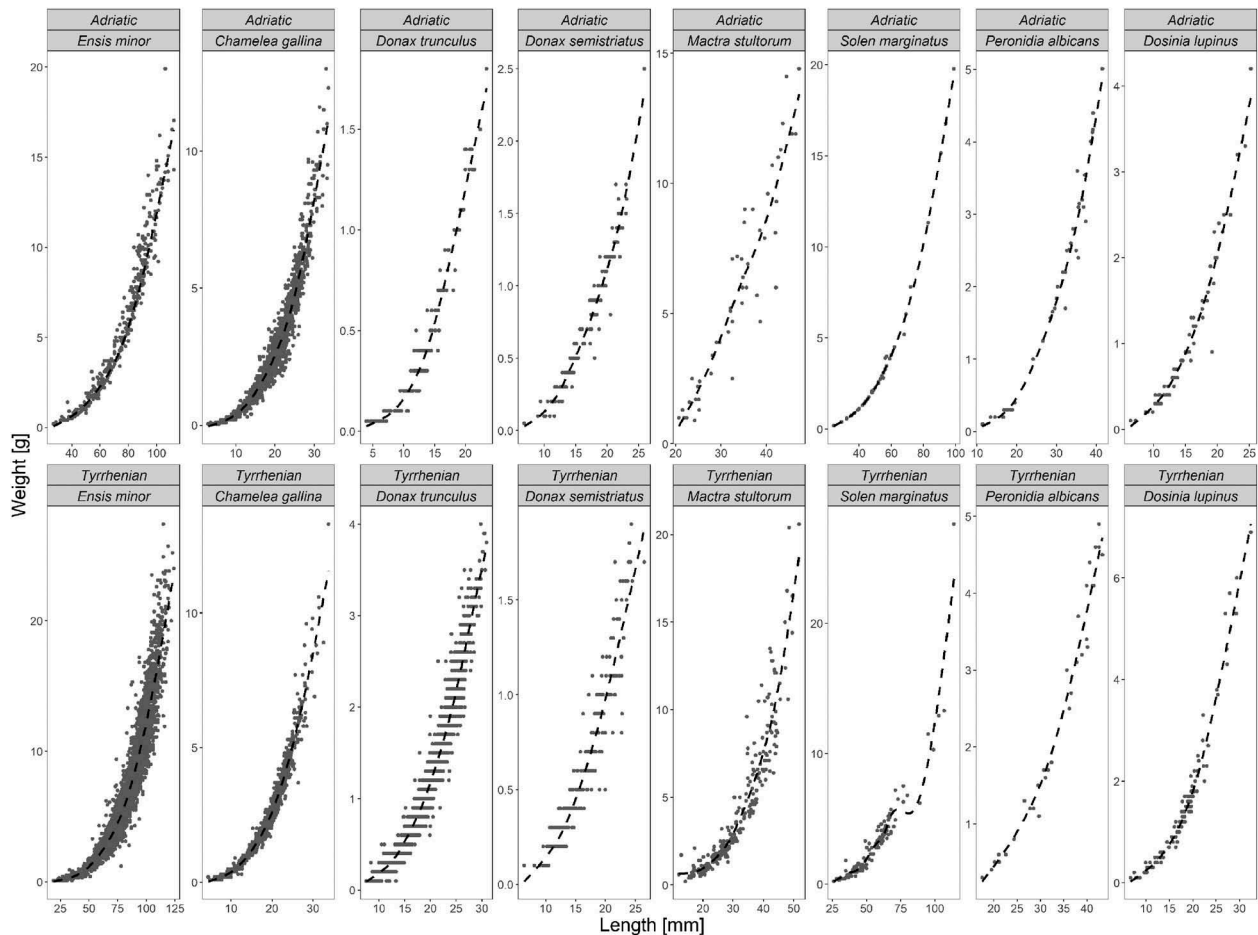 Adriatic
Ensis minor
20
15
10
5
0
40 60 80 100
Adriatic
Chamelea gallina
10
5
0
10 20 30
Adriatic
Donax trunculus
1.5
1.0
0.5
0.0
5 10 15 20
Adriatic
Donax semistriatus
2.5
2.0
1.5
1.0
0.5
0.0
10 15 20 25
Adriatic
Mactra stultorum
15
10
5
0
20 30 40
Adriatic
Solen marginatus
20
15
10
5
0
20 40 60 80 100
Adriatic
Peronidia albicans
5
4
3
2
1
0
10 20 30 40
Adriatic
Dosinia lupinus
4
3
2
1
0
10 15 20 25
Weight [g]
Tyrrhenian
Ensis minor
20
10
0
25 50 75 100 125
Tyrrhenian
Chamelea gallina
10
5
0
10 20 30
Tyrrhenian
Donax trunculus
4
3
2
1
0
10 15 20 25 30
Tyrrhenian
Donax semistriatus
1.5
1.0
0.5
0.0
10 15 20 25
Tyrrhenian
Mactra stultorum
20
15
10
5
0
20 30 40 50
Tyrrhenian
Solen marginatus
20
10
0
25 50 75 100
Tyrrhenian
Peronidia albicans
5
4
3
2
1
20 30 40
Tyrrhenian
Dosinia lupinus
6
4
2
0
10 15 20 25 30
Length [mm]